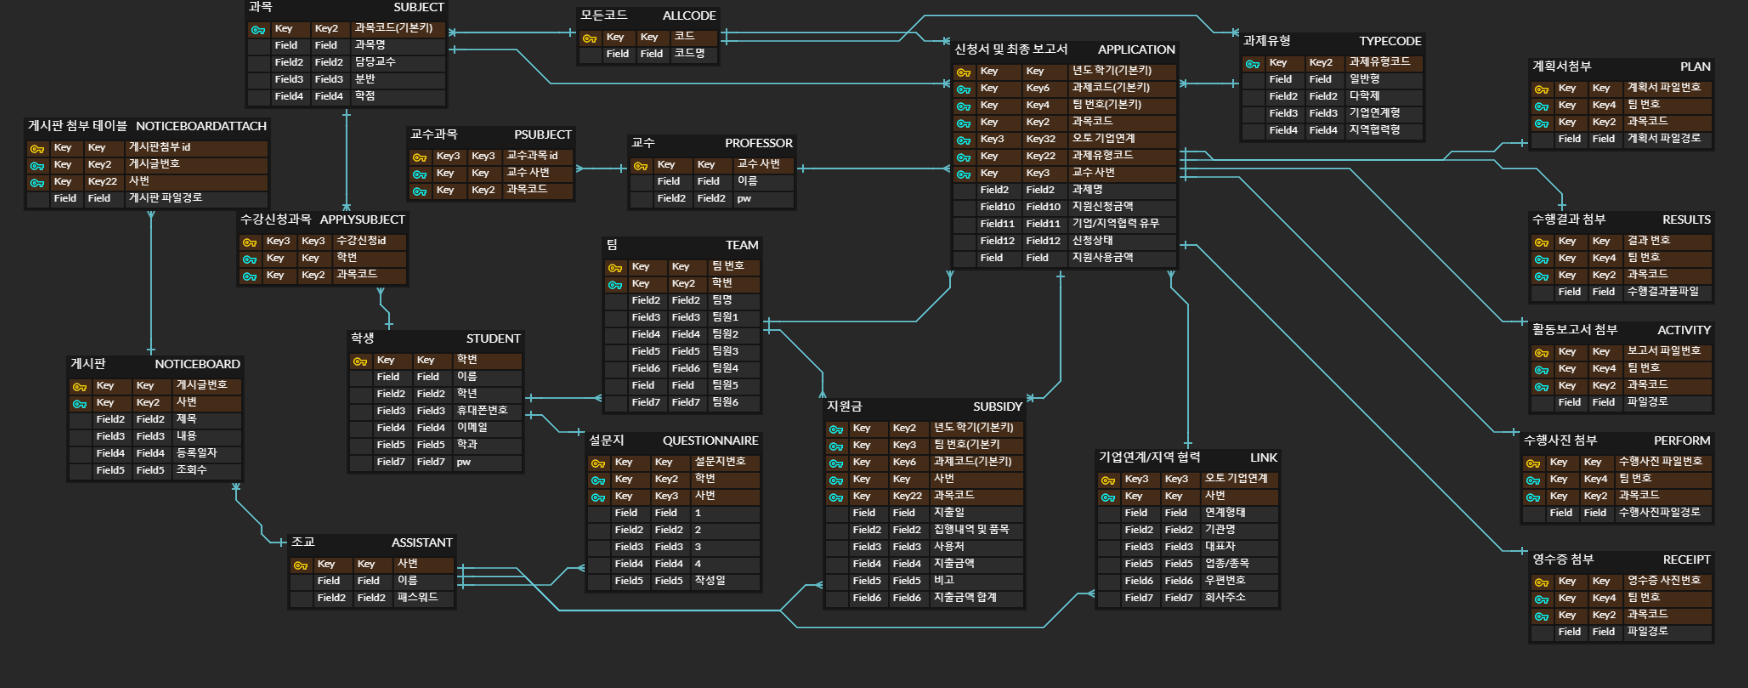 과목 SUBJECT
Key Key2 과목코드(기본키)
Field Field 과목명
Field2 Field2 담당교수
Field3 Field3 분반
Field4 Field4 학점
모든코드 ALLCODE
Key Key 코드
Field Field 코드명
신청서 및 최종 보고서 APPLICATION
Key Key 년도 학기(기본키)
Key Key6 과제코드(기본키)
Key Key4 팀 번호(기본키)
Key Key2 과목코드
Key3 Key32 오토 기업연계
Key Key22 과제유형코드
Key Key3 교수 사번
Field2 Field2 과제명
Field10 Field10 지원신청금액
Field11 Field11 기업/지역협력 유무
Field12 Field12 신청상태
Field Field 지원사용금액
과제유형 TYPECODE
Key Key2 과제유형코드
Field Field 일반형
Field2 Field2 다학제
Field3 Field3 기업연계형
Field4 Field4 지역협력형
계획서첨부 PLAN
Key Key 계획서 파일번호
Key Key4 팀 번호
Key Key2 과목코드
Field Field 계획서 파일경로
게시판 첨부 테이블 NOTICEBOARDATTACH
Key Key 게시판첨부 id
Key Key2 게시글번호
Key Key22 사번
Field Field 게시판 파일경로
교수과목 PSUBJECT
Key3 Key3 교수과목 id
Key Key 교수 사번
Key Key2 과목코드
교수 PROFESSOR
Key Key 교수 사번
Field Field 이름
Field2 Field2 pw
수강신청과목 APPLYSUBJECT
Key3 Key3 수강신청id
Key Key 학번
Key Key2 과목코드
수행결과 첨부 RESULTS
Key Key 결과 번호
Key Key4 팀 번호
Key Key2 과목코드
Field Field 수행결과물파일
팀 TEAM
Key Key 팀 번호
Key Key2 학번
Field2 Field2 팀명
Field3 Field3 팀원1
Field4 Field4 팀원2
Field5 Field5 팀원3
Field6 Field6 팀원4
Field Field 팀원5
Field7 Field7 팀원6
학생 STUDENT
Key Key 학번
Field Field 이름
Field2 Field2 학년
Field3 Field3 휴대폰번호
Field4 Field4 이메일
Field5 Field5 학과
Field7 Field7 pw
활동보고서 첨부 ACTIVITY
Key Key 보고서 파일번호
Key Key4 팀 번호
Key Key2 과목코드
Field Field 파일경로
게시판 NOTICEBOARD
Key Key 게시글번호
Key Key2 사번
Field2 Field2 제목
Field3 Field3 내용
Field4 Field4 등록일자
Field5 Field5 조회수
지원금 SUBSIDY
Key Key2 년도 학기(기본키)
Key Key3 팀 번호(기본키
Key Key6 과제코드(기본키)
Key Key 사번
Key Key22 과목코드
Field Field 지출일
Field2 Field2 집행내역 및 품목
Field3 Field3 사용처
Field4 Field4 지출금액
Field5 Field5 비고
Field6 Field6 지출금액 합계
설문지 QUESTIONNAIRE
Key Key 설문지번호
Key Key2 학번
Key Key3 사번
Field Field 1
Field2 Field2 2
Field3 Field3 3
Field4 Field4 4
Field5 Field5 작성일
기업연계/지역 협력 LINK
Key3 Key3 오토 기업연계
Key Key 사번
Field Field 연계형태
Field2 Field2 기관명
Field3 Field3 대표자
Field5 Field5 업종/종목
Field6 Field6 우편번호
Field7 Field7 회사주소
수행사진 첨부 PERFORM
Key Key 수행사진 파일번호
Key Key4 팀 번호
Key Key2 과목코드
Field Field 수행사진파일경로
조교 ASSISTANT
Key Key 사번
Field Field 이름
Field2 Field2 패스워드
영수증 첨부 RECEIPT
Key Key 영수증 사진번호
Key Key4 팀 번호
Key Key2 과목코드
Field Field 파일경로